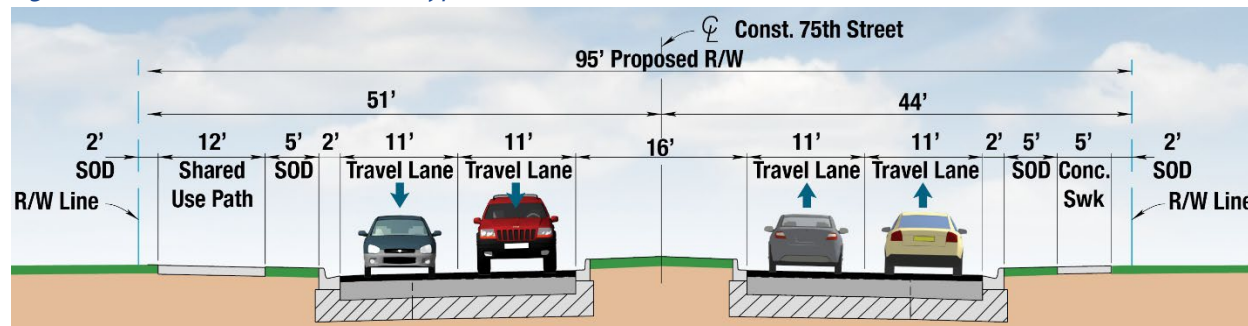 ℄ Const. 75th Street
95’ Proposed R/W
51’ 44’
2’ 12’ 5’ 2’ 11’ 11’ 16’ 11’ 11’ 2’ 5’ 5’ 2’
SOD Shared SOD Travel Lane Travel Lane Travel Lane Travel Lane SOD Conc. SOD
R/W Line Use Path Swk R/W Line